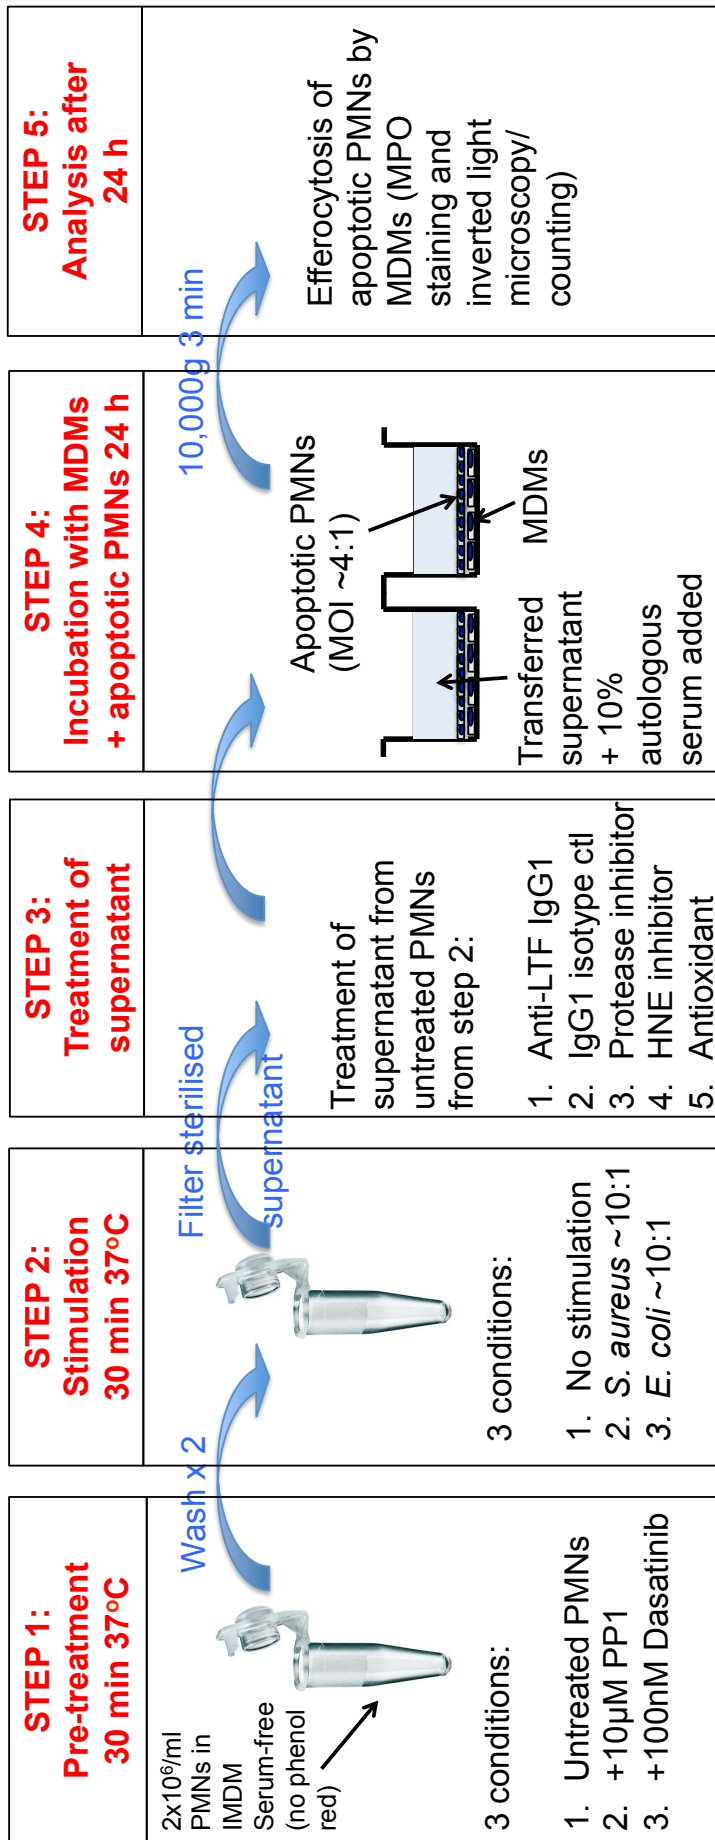 STEP 1:
Pre-treatment
30 min 37ºC
2x10⁶/ml
PMNs in
IMDM
Serum-free
(no phenol
red)
3 conditions:
1. Untreated PMNs
2. +10µM PP1
3. +100nM Dasatinib
Wash x 2
STEP 2:
Stimulation
30 min 37ºC
3 conditions:
1. No stimulation
2. S. aureus ~10:1
3. E. coli ~10:1
Filter sterilised
supernatant
STEP 3:
Treatment of
supernatant
Treatment of
supernatant from
untreated PMNs
from step 2:
1. Anti-LTF IgG1
2. IgG1 isotype ctl
3. Protease inhibitor
4. HNE inhibitor
5. Antioxidant
STEP 4:
Incubation with MDMs
+ apoptotic PMNs 24 h
Apoptotic PMNs
(MOI ~4:1)
Transferred
supernatant
+ 10%
autologous
serum added
MDMs
10,000g 3 min
STEP 5:
Analysis after
24 h
Efferocytosis of
apoptotic PMNs by
MDMs (MPO
staining and
inverted light
microscopy/
counting)